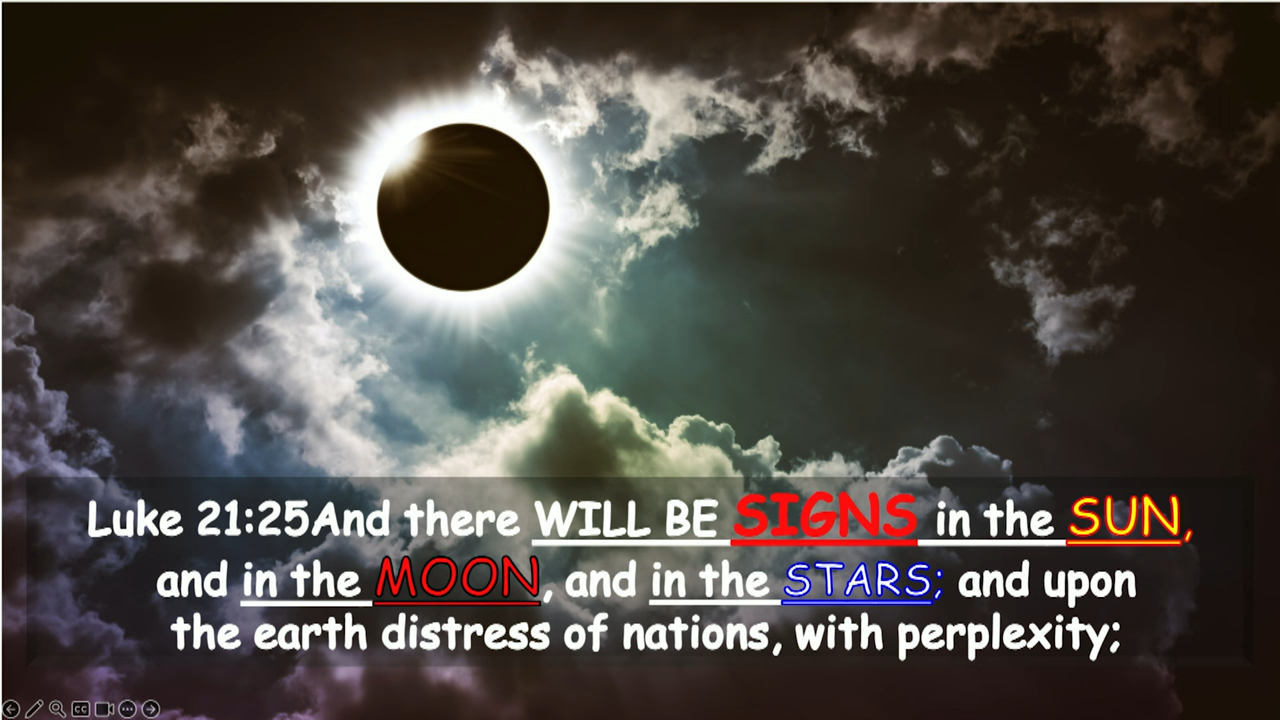 Luke 21:25And there WILL BE SIGNS in the SUN,
and in the MOON, and in the STARS; and upon
the earth distress of nations, with perplexity;
CC